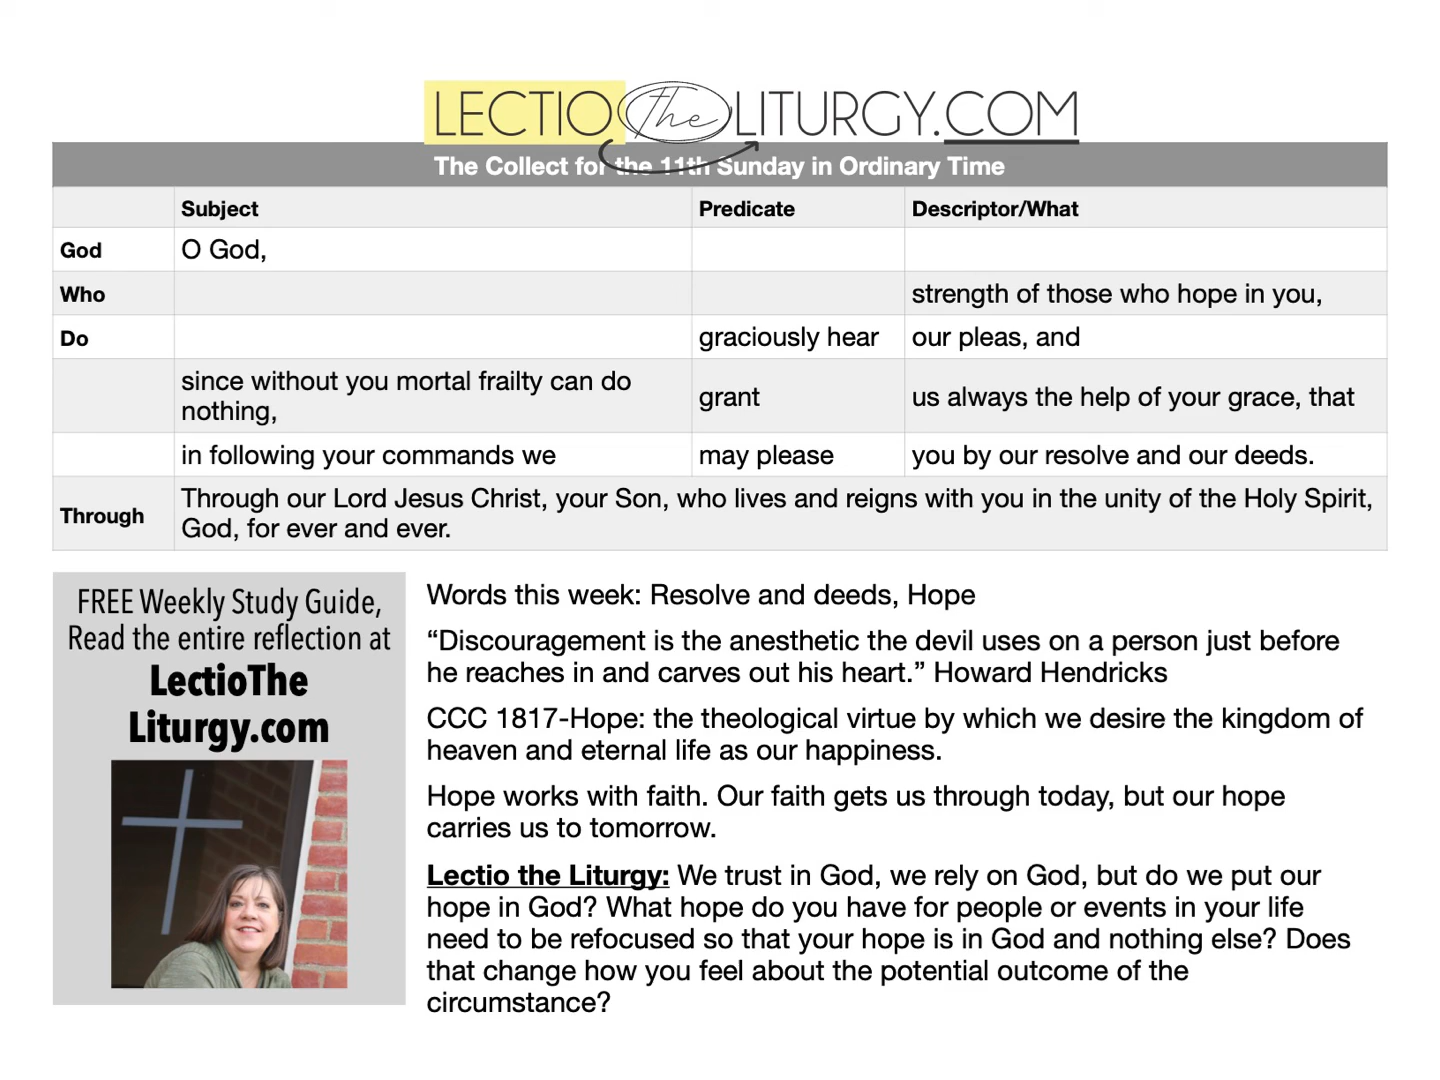 LECTIO the LITURGY.COM
The Collect for the 11th Sunday in Ordinary Time
Subject Predicate Descriptor/What
God O God,
Who strength of those who hope in you,
Do graciously hear our pleas, and
since without you mortal frailty can do
nothing, grant us always the help of your grace, that
in following your commands we may please you by our resolve and our deeds.
Through Through our Lord Jesus Christ, your Son, who lives and reigns with you in the unity of the Holy Spirit,
God, for ever and ever.
FREE Weekly Study Guide,
Read the entire reflection at
LectioThe
Liturgy.com
Words this week: Resolve and deeds, Hope
“Discouragement is the anesthetic the devil uses on a person just before
he reaches in and carves out his heart.” Howard Hendricks
CCC 1817-Hope: the theological virtue by which we desire the kingdom of
heaven and eternal life as our happiness.
Hope works with faith. Our faith gets us through today, but our hope
carries us to tomorrow.
Lectio the Liturgy: We trust in God, we rely on God, but do we put our
hope in God? What hope do you have for people or events in your life
need to be refocused so that your hope is in God and nothing else? Does
that change how you feel about the potential outcome of the
circumstance?